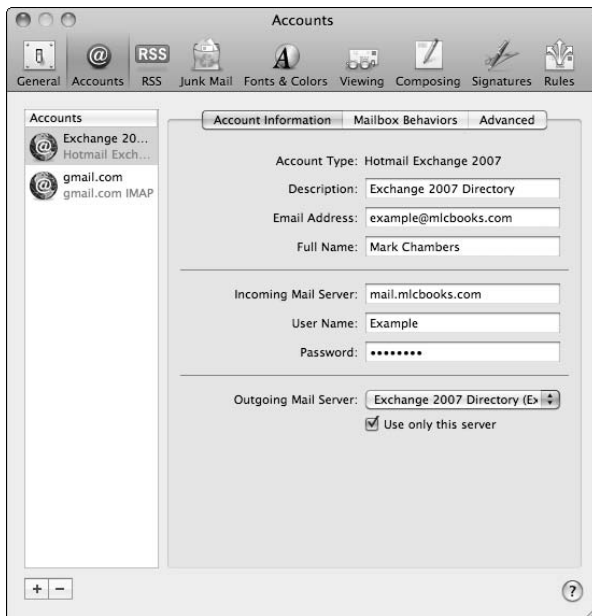 Accounts
General Accounts RSS Junk Mail Fonts & Colors Viewing Composing Signatures Rules
RSS
Accounts
Exchange 20...
Hotmail Exch...
gmail.com
gmail.com IMAP
Account Information Mailbox Behaviors Advanced
Account Type: Hotmail Exchange 2007
Description: Exchange 2007 Directory
Email Address: example@mlcbooks.com
Full Name: Mark Chambers
Incoming Mail Server: mail.mlcbooks.com
User Name: Example
Password: ••••••••
Outgoing Mail Server: Exchange 2007 Directory (Ex
Use only this server
+ −
?